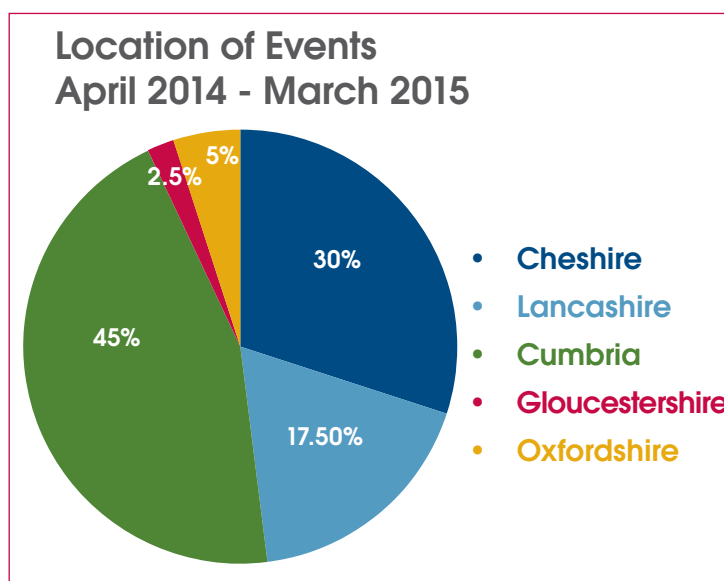 Location of Events
April 2014 - March 2015
5%
2.5%
30%
45%
17.50%
• Cheshire
• Lancashire
• Cumbria
• Gloucestershire
• Oxfordshire